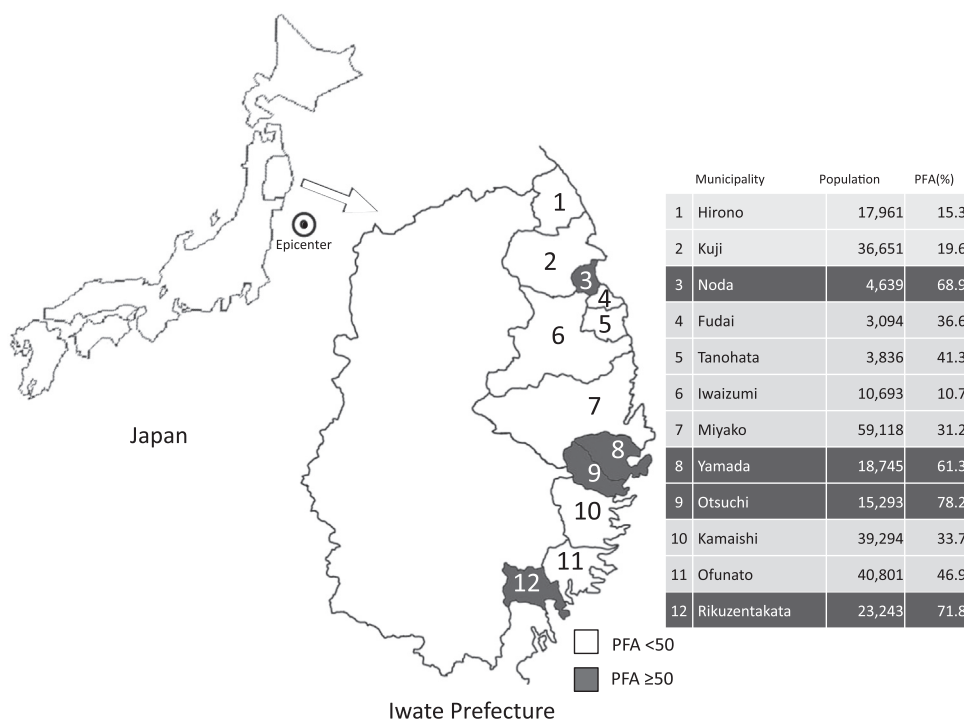 Epicenter
Japan
1
2
3
4
5
6
7
8
9
10
11
12
PFA <50
PFA ≥50
Iwate Prefecture
Municipality Population PFA(%)
1 Hirono 17,961 15.3
2 Kuji 36,651 19.6
3 Noda 4,639 68.9
4 Fudai 3,094 36.6
5 Tanohata 3,836 41.3
6 Iwaizumi 10,693 10.7
7 Miyako 59,118 31.2
8 Yamada 18,745 61.3
9 Otsuchi 15,293 78.2
10 Kamaishi 39,294 33.7
11 Ofunato 40,801 46.9
12 Rikuzentakata 23,243 71.8